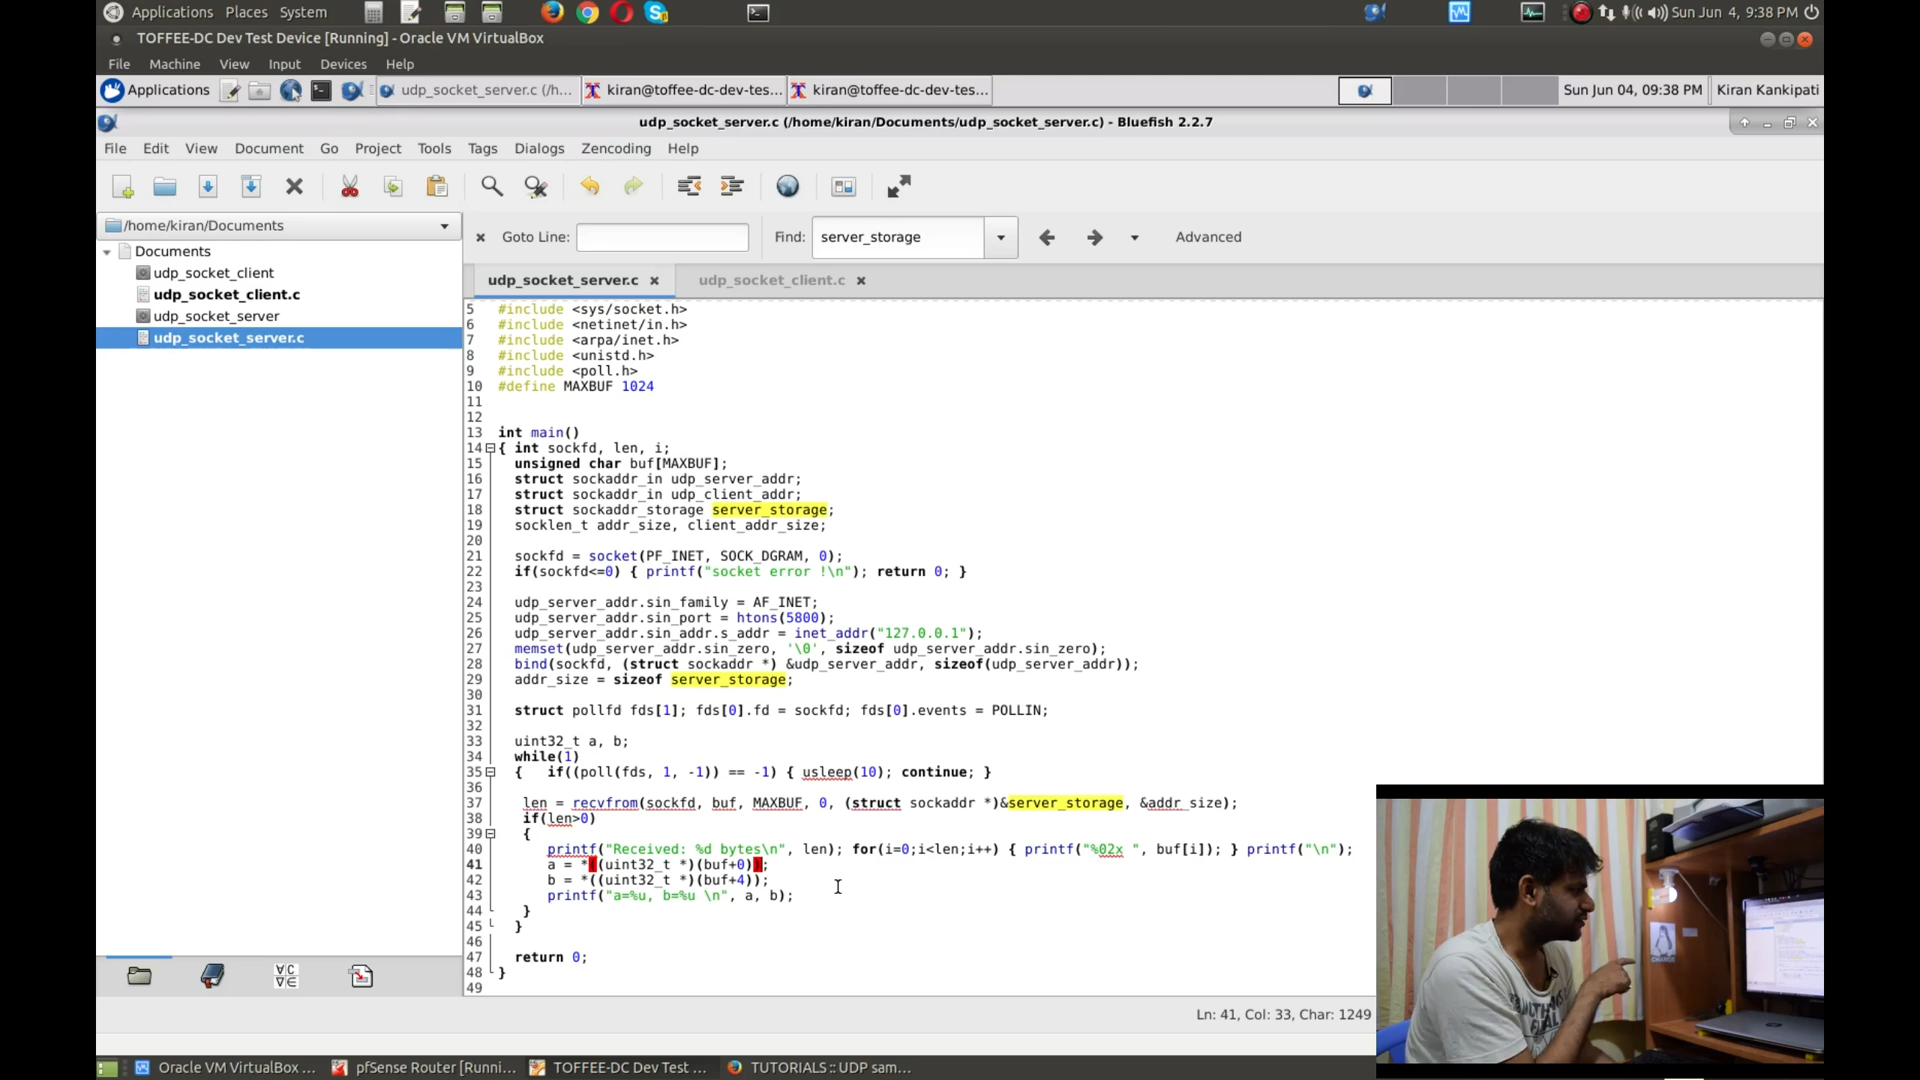 Applications Places System Sun Jun 4, 9:38 PM
TOFFEE-DC Dev Test Device [Running] - Oracle VM VirtualBox
File Machine View Input Devices Help
Applications udp_socket_server.c (/h... kiran@toffee-dc-dev-tes... kiran@toffee-dc-dev-tes... Sun Jun 04, 09:38 PM Kiran Kankipati
udp_socket_server.c (/home/kiran/Documents/udp_socket_server.c) - Bluefish 2.2.7
File Edit View Document Go Project Tools Tags Dialogs Zencoding Help
/home/kiran/Documents
Goto Line: Find: server_storage Advanced
Documents
udp_socket_client
udp_socket_client.c
udp_socket_server
udp_socket_server.c
udp_socket_server.c udp_socket_client.c
5 #include <sys/socket.h>
6 #include <netinet/in.h>
7 #include <arpa/inet.h>
8 #include <unistd.h>
9 #include <poll.h>
10 #define MAXBUF 1024
11
12
13 int main()
14 { int sockfd, len, i;
15 unsigned char buf[MAXBUF];
16 struct sockaddr_in udp_server_addr;
17 struct sockaddr_in udp_client_addr;
18 struct sockaddr_storage server_storage;
19 socklen_t addr_size, client_addr_size;
20
21 sockfd = socket(PF_INET, SOCK_DGRAM, 0);
22 if(sockfd<=0) { printf("socket error !\n"); return 0; }
23
24 udp_server_addr.sin_family = AF_INET;
25 udp_server_addr.sin_port = htons(5800);
26 udp_server_addr.sin_addr.s_addr = inet_addr("127.0.0.1");
27 memset(udp_server_addr.sin_zero, '\0', sizeof udp_server_addr.sin_zero);
28 bind(sockfd, (struct sockaddr *) &udp_server_addr, sizeof(udp_server_addr));
29 addr_size = sizeof server_storage;
30
31 struct pollfd fds[1]; fds[0].fd = sockfd; fds[0].events = POLLIN;
32
33 uint32_t a, b;
34 while(1)
35 { if((poll(fds, 1, -1)) == -1) { usleep(10); continue; }
36
37 len = recvfrom(sockfd, buf, MAXBUF, 0, (struct sockaddr *)&server_storage, &addr_size);
38 if(len>0)
39 {
40 printf("Received: %d bytes\n", len); for(i=0;i<len;i++) { printf("%02x ", buf[i]); } printf("\n");
41 a = *((uint32_t *)(buf+0));
42 b = *((uint32_t *)(buf+4));
43 printf("a=%u, b=%u \n", a, b);
44 }
45 }
46
47 return 0;
48 }
49
Ln: 41, Col: 33, Char: 1249
Oracle VM VirtualBox ... pfSense Router [Runni... TOFFEE-DC Dev Test ... TUTORIALS :: UDP sam...